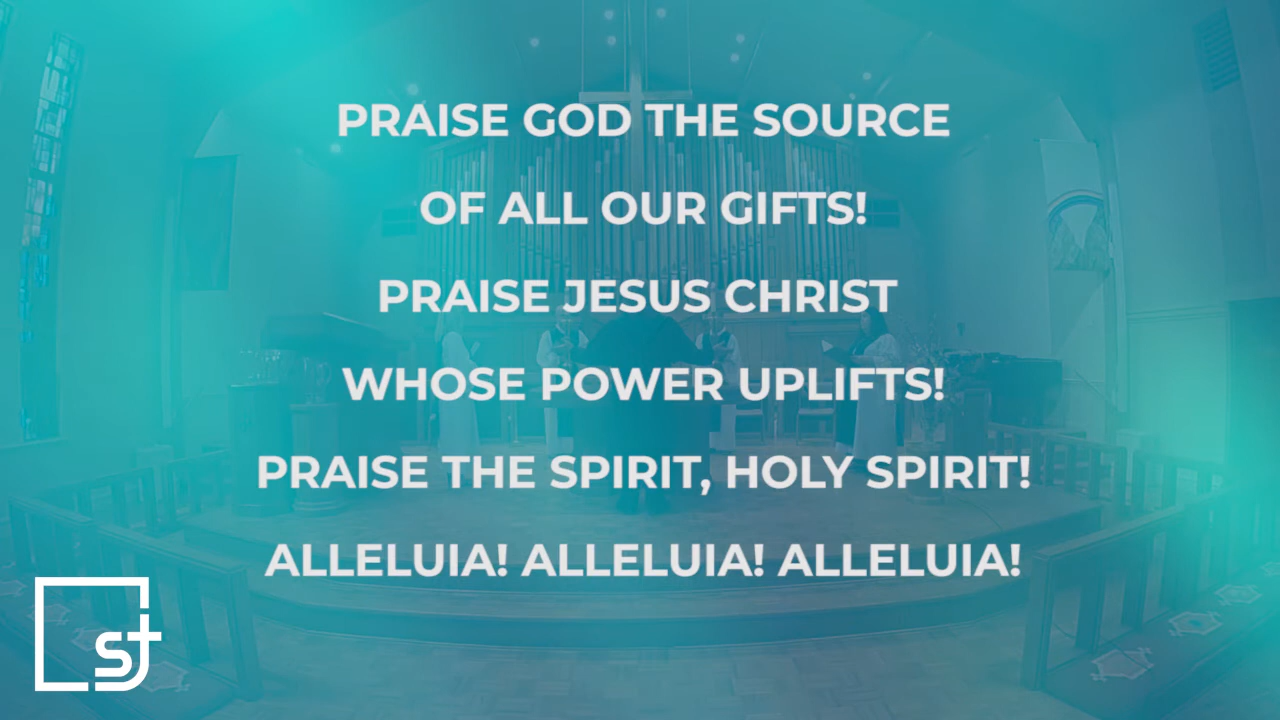 PRAISE GOD THE SOURCE
OF ALL OUR GIFTS!
PRAISE JESUS CHRIST
WHOSE POWER UPLIFTS!
PRAISE THE SPIRIT, HOLY SPIRIT!
ALLELUIA! ALLELUIA! ALLELUIA!
st